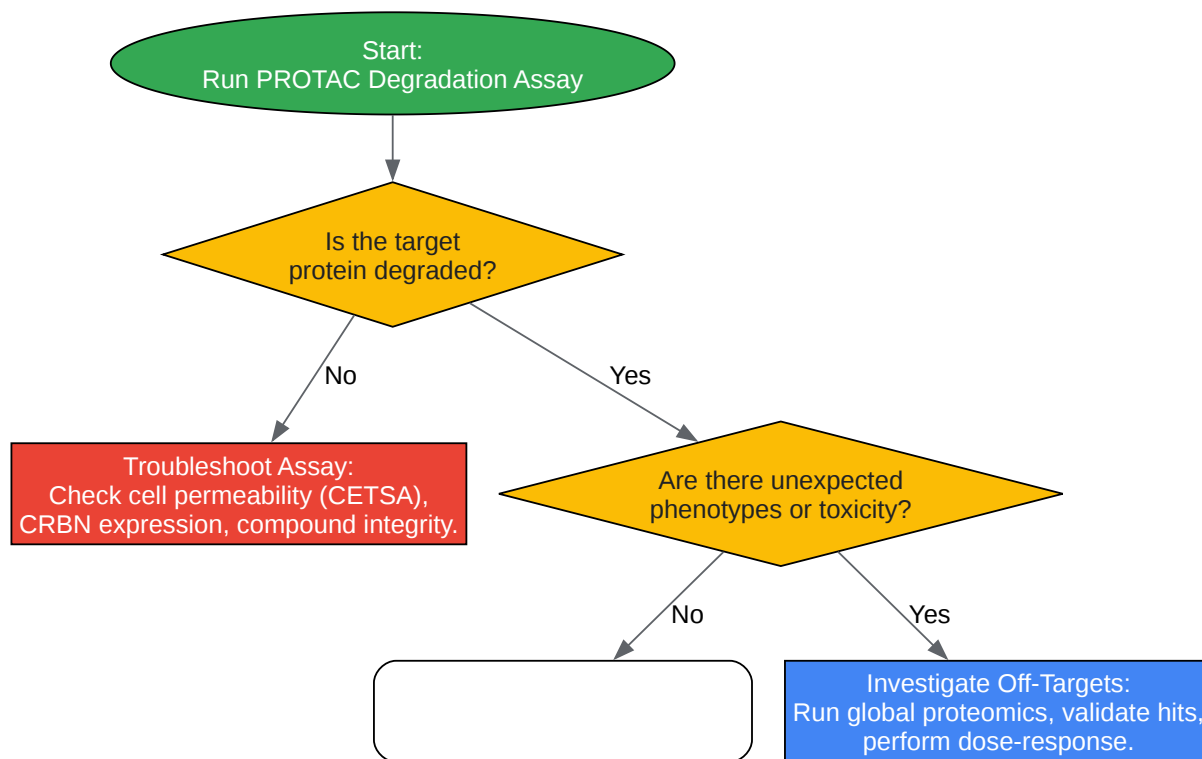 Start:
Run PROTAC Degradation Assay
Is the target
protein degraded?
No
Yes
Troubleshoot Assay:
Check cell permeability (CETSA),
CRBN expression, compound integrity.
Are there unexpected
phenotypes or toxicity?
No
Yes
Investigate Off-Targets:
Run global proteomics, validate hits,
perform dose-response.